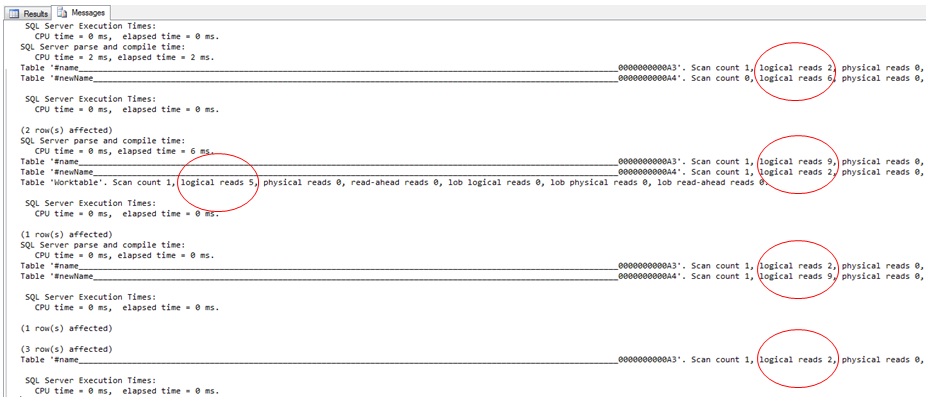 Results Messages
SQL Server Execution Times:
CPU time = 0 ms, elapsed time = 0 ms.
SQL Server parse and compile time:
CPU time = 2 ms, elapsed time = 2 ms.
Table '#name____________________________________________________________________________________________________________________0000000000A3'. Scan count 1, logical reads 2, physical reads 0,
Table '#newName_________________________________________________________________________________________________________________0000000000A4'. Scan count 0, logical reads 6, physical reads 0,
SQL Server Execution Times:
CPU time = 0 ms, elapsed time = 0 ms.
(2 row(s) affected)
SQL Server parse and compile time:
CPU time = 0 ms, elapsed time = 6 ms.
Table '#name____________________________________________________________________________________________________________________0000000000A3'. Scan count 1, logical reads 9, physical reads 0,
Table '#newName_________________________________________________________________________________________________________________0000000000A4'. Scan count 1, logical reads 2, physical reads 0,
Table 'Worktable'. Scan count 1, logical reads 5, physical reads 0, read-ahead reads 0, lob logical reads 0, lob physical reads 0, lob read-ahead reads 0.
SQL Server Execution Times:
CPU time = 0 ms, elapsed time = 0 ms.
(1 row(s) affected)
SQL Server parse and compile time:
CPU time = 0 ms, elapsed time = 0 ms.
Table '#name____________________________________________________________________________________________________________________0000000000A3'. Scan count 1, logical reads 2, physical reads 0,
Table '#newName_________________________________________________________________________________________________________________0000000000A4'. Scan count 1, logical reads 9, physical reads 0,
SQL Server Execution Times:
CPU time = 0 ms, elapsed time = 0 ms.
(1 row(s) affected)
(3 row(s) affected)
Table '#name____________________________________________________________________________________________________________________0000000000A3'. Scan count 1, logical reads 2, physical reads 0,
SQL Server Execution Times:
CPU time = 0 ms, elapsed time = 0 ms.